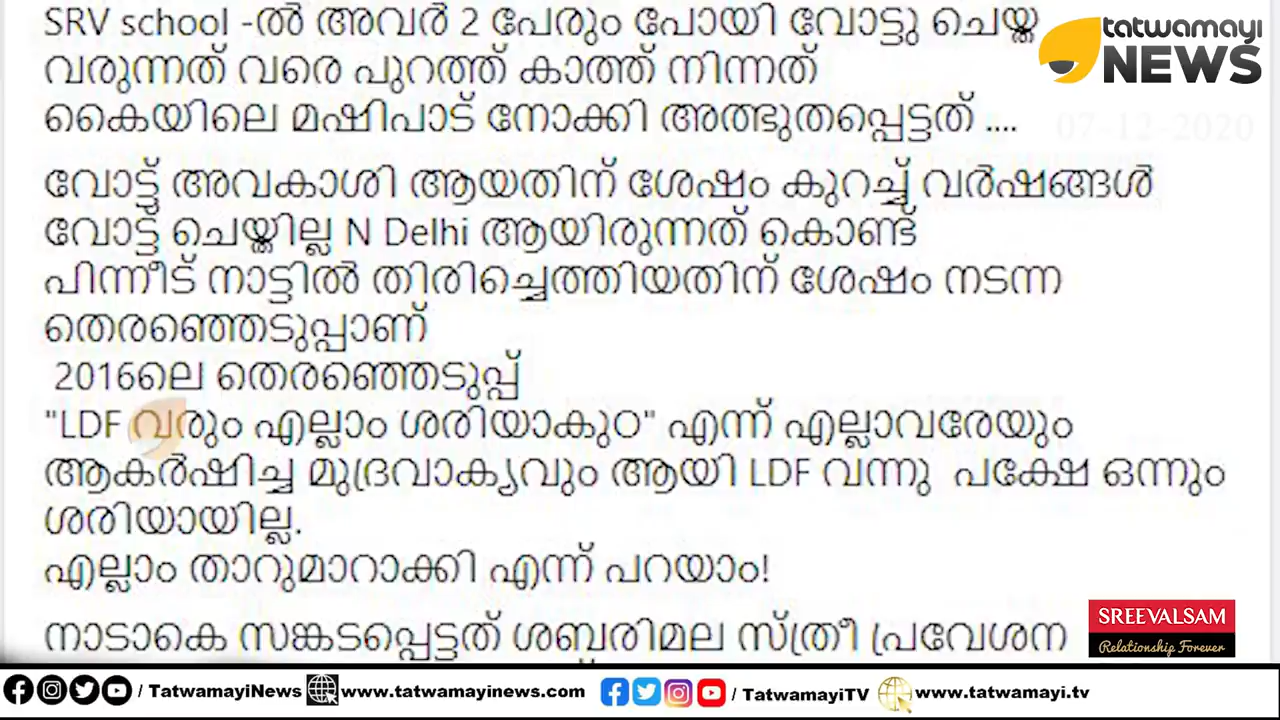 SRV school -ൽ അവർ 2 പേരും പോയി വോട്ടു ചെയ്തു
വരുന്നത് വരെ പുറത്ത് കാത്ത് നിന്നത്
കൈയിലെ മഷിപാട് നോക്കി അത്ഭുതപ്പെട്ടത് ....
വോട്ട് അവകാശി ആയതിന് ശേഷം കുറച്ച് വർഷങ്ങൾ
വോട്ട് ചെയ്തില്ല N Delhi ആയിരുന്നത് കൊണ്ട്
പിന്നീട് നാട്ടിൽ തിരിച്ചെത്തിയതിന് ശേഷം നടന്ന
തെരഞ്ഞെടുപ്പാണ്
2016ലെ തെരഞ്ഞെടുപ്പ്
"LDF വരും എല്ലാം ശരിയാകുഠ" എന്ന് എല്ലാവരേയും
ആകർഷിച്ച മുദ്രവാക്യവും ആയി LDF വന്നു പക്ഷേ ഒന്നും
ശരിയായില്ല.
എല്ലാം താറുമാറാക്കി എന്ന് പറയാം!
നാടാകെ സങ്കടപ്പെട്ടത് ശബരിമല സ്ത്രീ പ്രവേശന
tatwamayi
NEWS
07-12-2020
SREEVALSAM
Relationship Forever
/ TatwamayiNews www.tatwamayinews.com / TatwamayiTV www.tatwamayi.tv